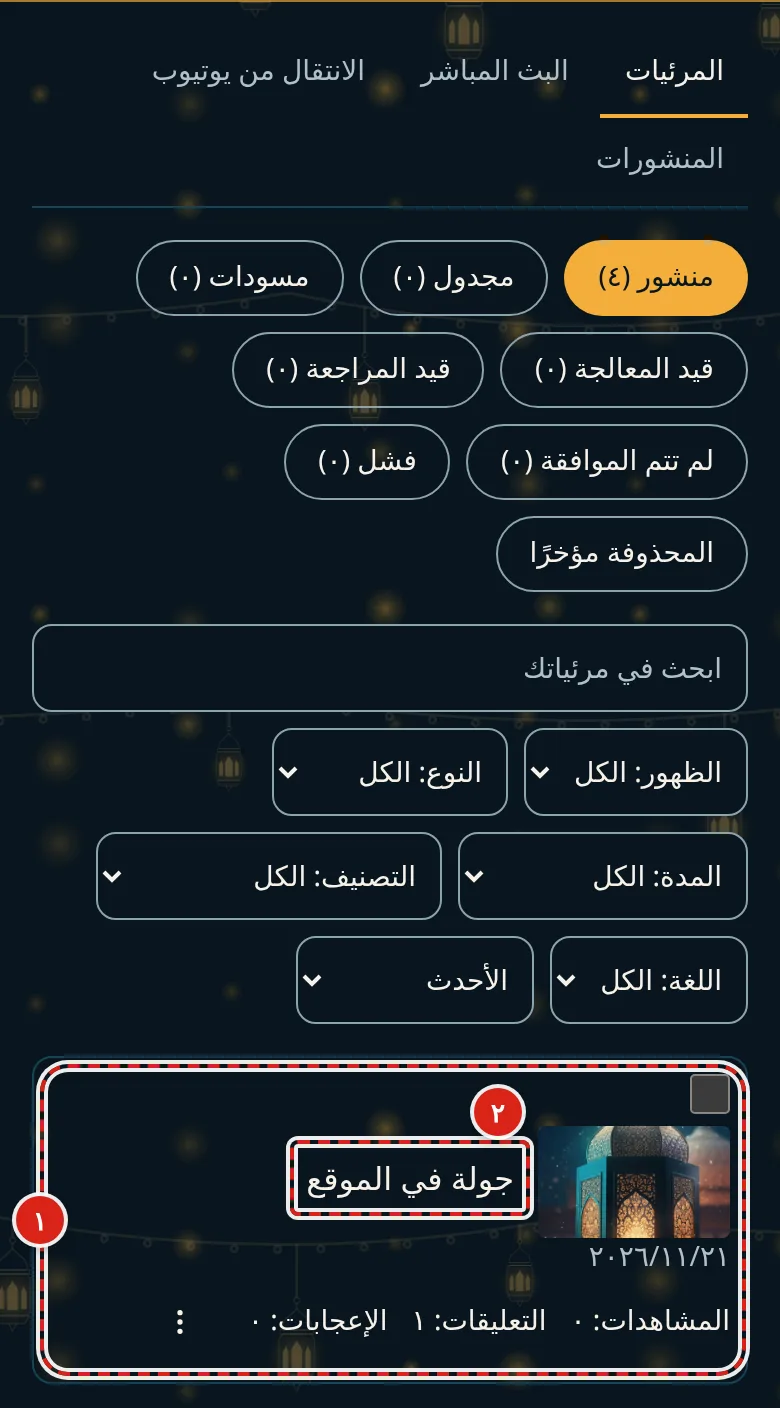 المرئيات البث المباشر الانتقال من يوتيوب
المنشورات
منشور (٤) مجدول (٠) مسودات (٠)
قيد المعالجة (٠) قيد المراجعة (٠)
لم تتم الموافقة (٠) فشل (٠)
المحذوفة مؤخرًا
ابحث في مرئياتك
الظهور: الكل النوع: الكل
المدة: الكل التصنيف: الكل
اللغة: الكل الأحدث
٢
جولة في الموقع
١
٢٠٢٦/١١/٢١
المشاهدات: ٠ التعليقات: ١ الإعجابات: ٠